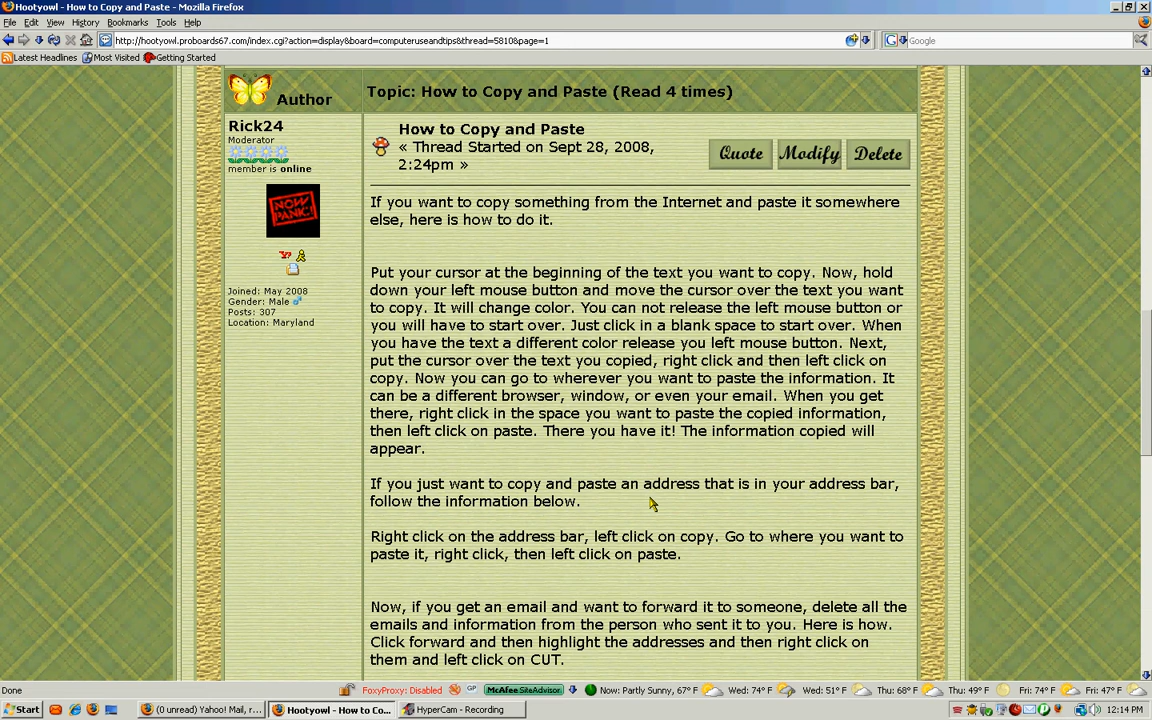 Hootyowl - How to Copy and Paste - Mozilla Firefox
File Edit View History Bookmarks Tools Help
http://hootyowl.proboards67.com/index.cgi?action=display&board=computeruseandtips&thread=5810&page=1
Google
Latest Headlines Most Visited Getting Started
Author
Topic: How to Copy and Paste (Read 4 times)
Rick24
Moderator
member is online
NOW PANIC!
Joined: May 2008
Gender: Male
Posts: 307
Location: Maryland
How to Copy and Paste
« Thread Started on Sept 28, 2008,
2:24pm »
Quote Modify Delete
If you want to copy something from the Internet and paste it somewhere
else, here is how to do it.
Put your cursor at the beginning of the text you want to copy. Now, hold
down your left mouse button and move the cursor over the text you want
to copy. It will change color. You can not release the left mouse button or
you will have to start over. Just click in a blank space to start over. When
you have the text a different color release you left mouse button. Next,
put the cursor over the text you copied, right click and then left click on
copy. Now you can go to wherever you want to paste the information. It
can be a different browser, window, or even your email. When you get
there, right click in the space you want to paste the copied information,
then left click on paste. There you have it! The information copied will
appear.
If you just want to copy and paste an address that is in your address bar,
follow the information below.
Right click on the address bar, left click on copy. Go to where you want to
paste it, right click, then left click on paste.
Now, if you get an email and want to forward it to someone, delete all the
emails and information from the person who sent it to you. Here is how.
Click forward and then highlight the addresses and then right click on
them and left click on CUT.
Done
FoxyProxy: Disabled GP McAfee SiteAdvisor Now: Partly Sunny, 67° F Wed: 74° F Wed: 51° F Thu: 68° F Thu: 49° F Fri: 74° F Fri: 47° F
Start (0 unread) Yahoo! Mail, r... Hootyowl - How to Co... HyperCam - Recording 12:14 PM